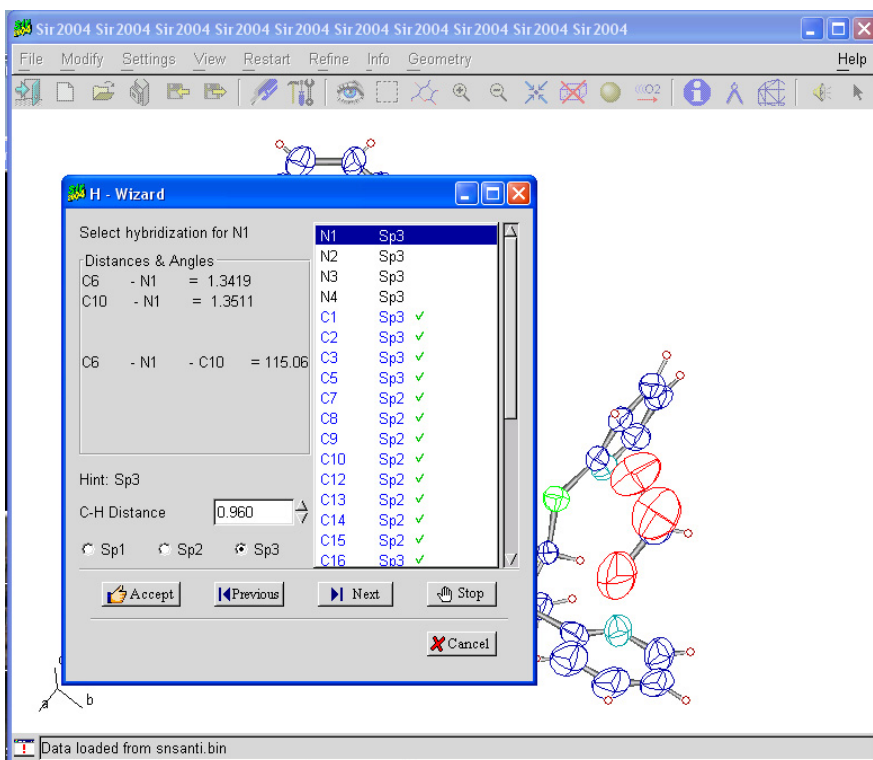 Sir2004 Sir2004 Sir2004 Sir2004 Sir2004 Sir2004 Sir2004 Sir2004 Sir2004
File Modify Settings View Restart Refine Info Geometry Help
H - Wizard
Select hybridization for N1
Distances & Angles
C6 - N1 = 1.3419
C10 - N1 = 1.3511
C6 - N1 - C10 = 115.06
Hint: Sp3
C-H Distance 0.960
Sp1 Sp2 Sp3
N1 Sp3
N2 Sp3
N3 Sp3
N4 Sp3
C1 Sp3 ✓
C2 Sp3 ✓
C3 Sp3 ✓
C5 Sp3 ✓
C7 Sp2 ✓
C8 Sp2 ✓
C9 Sp2 ✓
C10 Sp2 ✓
C12 Sp2 ✓
C13 Sp2 ✓
C14 Sp2 ✓
C15 Sp2 ✓
C16 Sp3 ✓
Accept Previous Next Stop
Cancel
a b
Data loaded from snsanti.bin